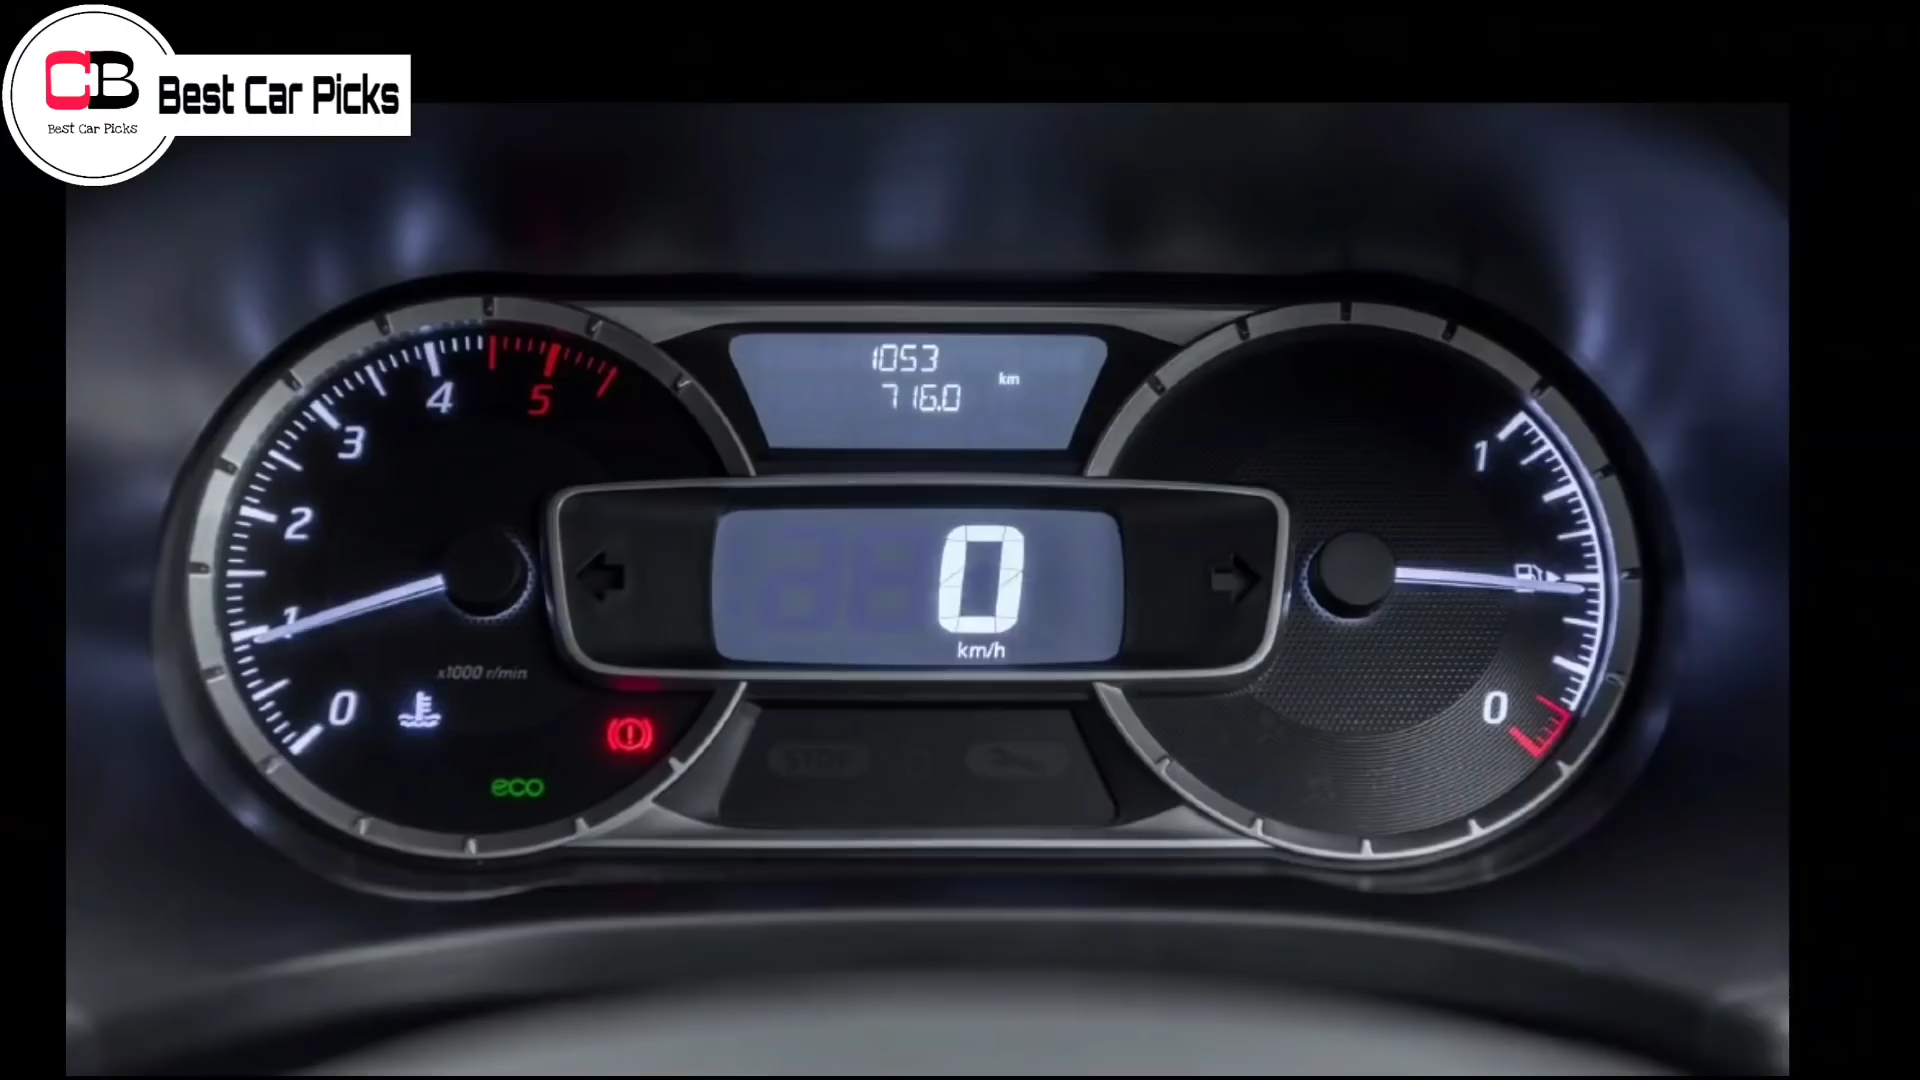 CB
Best Car Picks
Best Car Picks
1053
716.0
km
0
km/h
5
4
3
2
1
0
x1000 r/min
eco
STOP
1
0